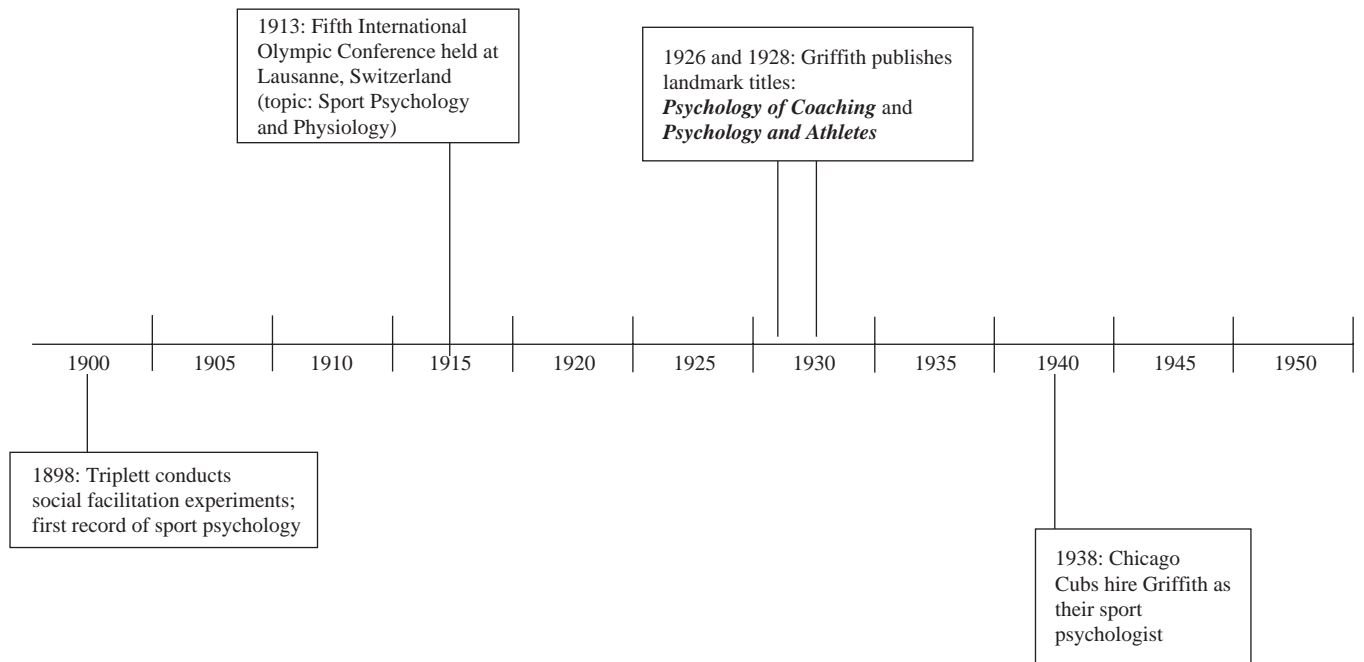 1913: Fifth International
Olympic Conference held at
Lausanne, Switzerland
(topic: Sport Psychology
and Physiology)
1926 and 1928: Griffith publishes
landmark titles:
Psychology of Coaching and
Psychology and Athletes
1900 1905 1910 1915 1920 1925 1930 1935 1940 1945 1950
1898: Triplett conducts
social facilitation experiments;
first record of sport psychology
1938: Chicago
Cubs hire Griffith as
their sport
psychologist